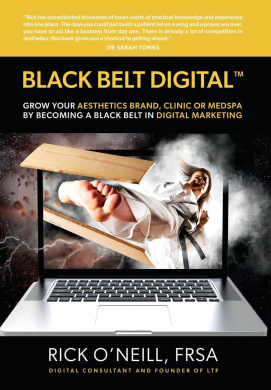 "Rick has consolidated thousands of hours worth of practical knowledge and experience
into one place. The days you could just build a patient list on a wing and a prayer are over,
you have to act like a business from day one. There is already a lot of competition in
aesthetics; this book gives you a shortcut to getting ahead."
DR SARAH TONKS
BLACK BELT DIGITAL™
GROW YOUR AESTHETICS BRAND, CLINIC OR MEDSPA
BY BECOMING A BLACK BELT IN DIGITAL MARKETING
RICK O'NEILL, FRSA
DIGITAL CONSULTANT AND FOUNDER OF LTF